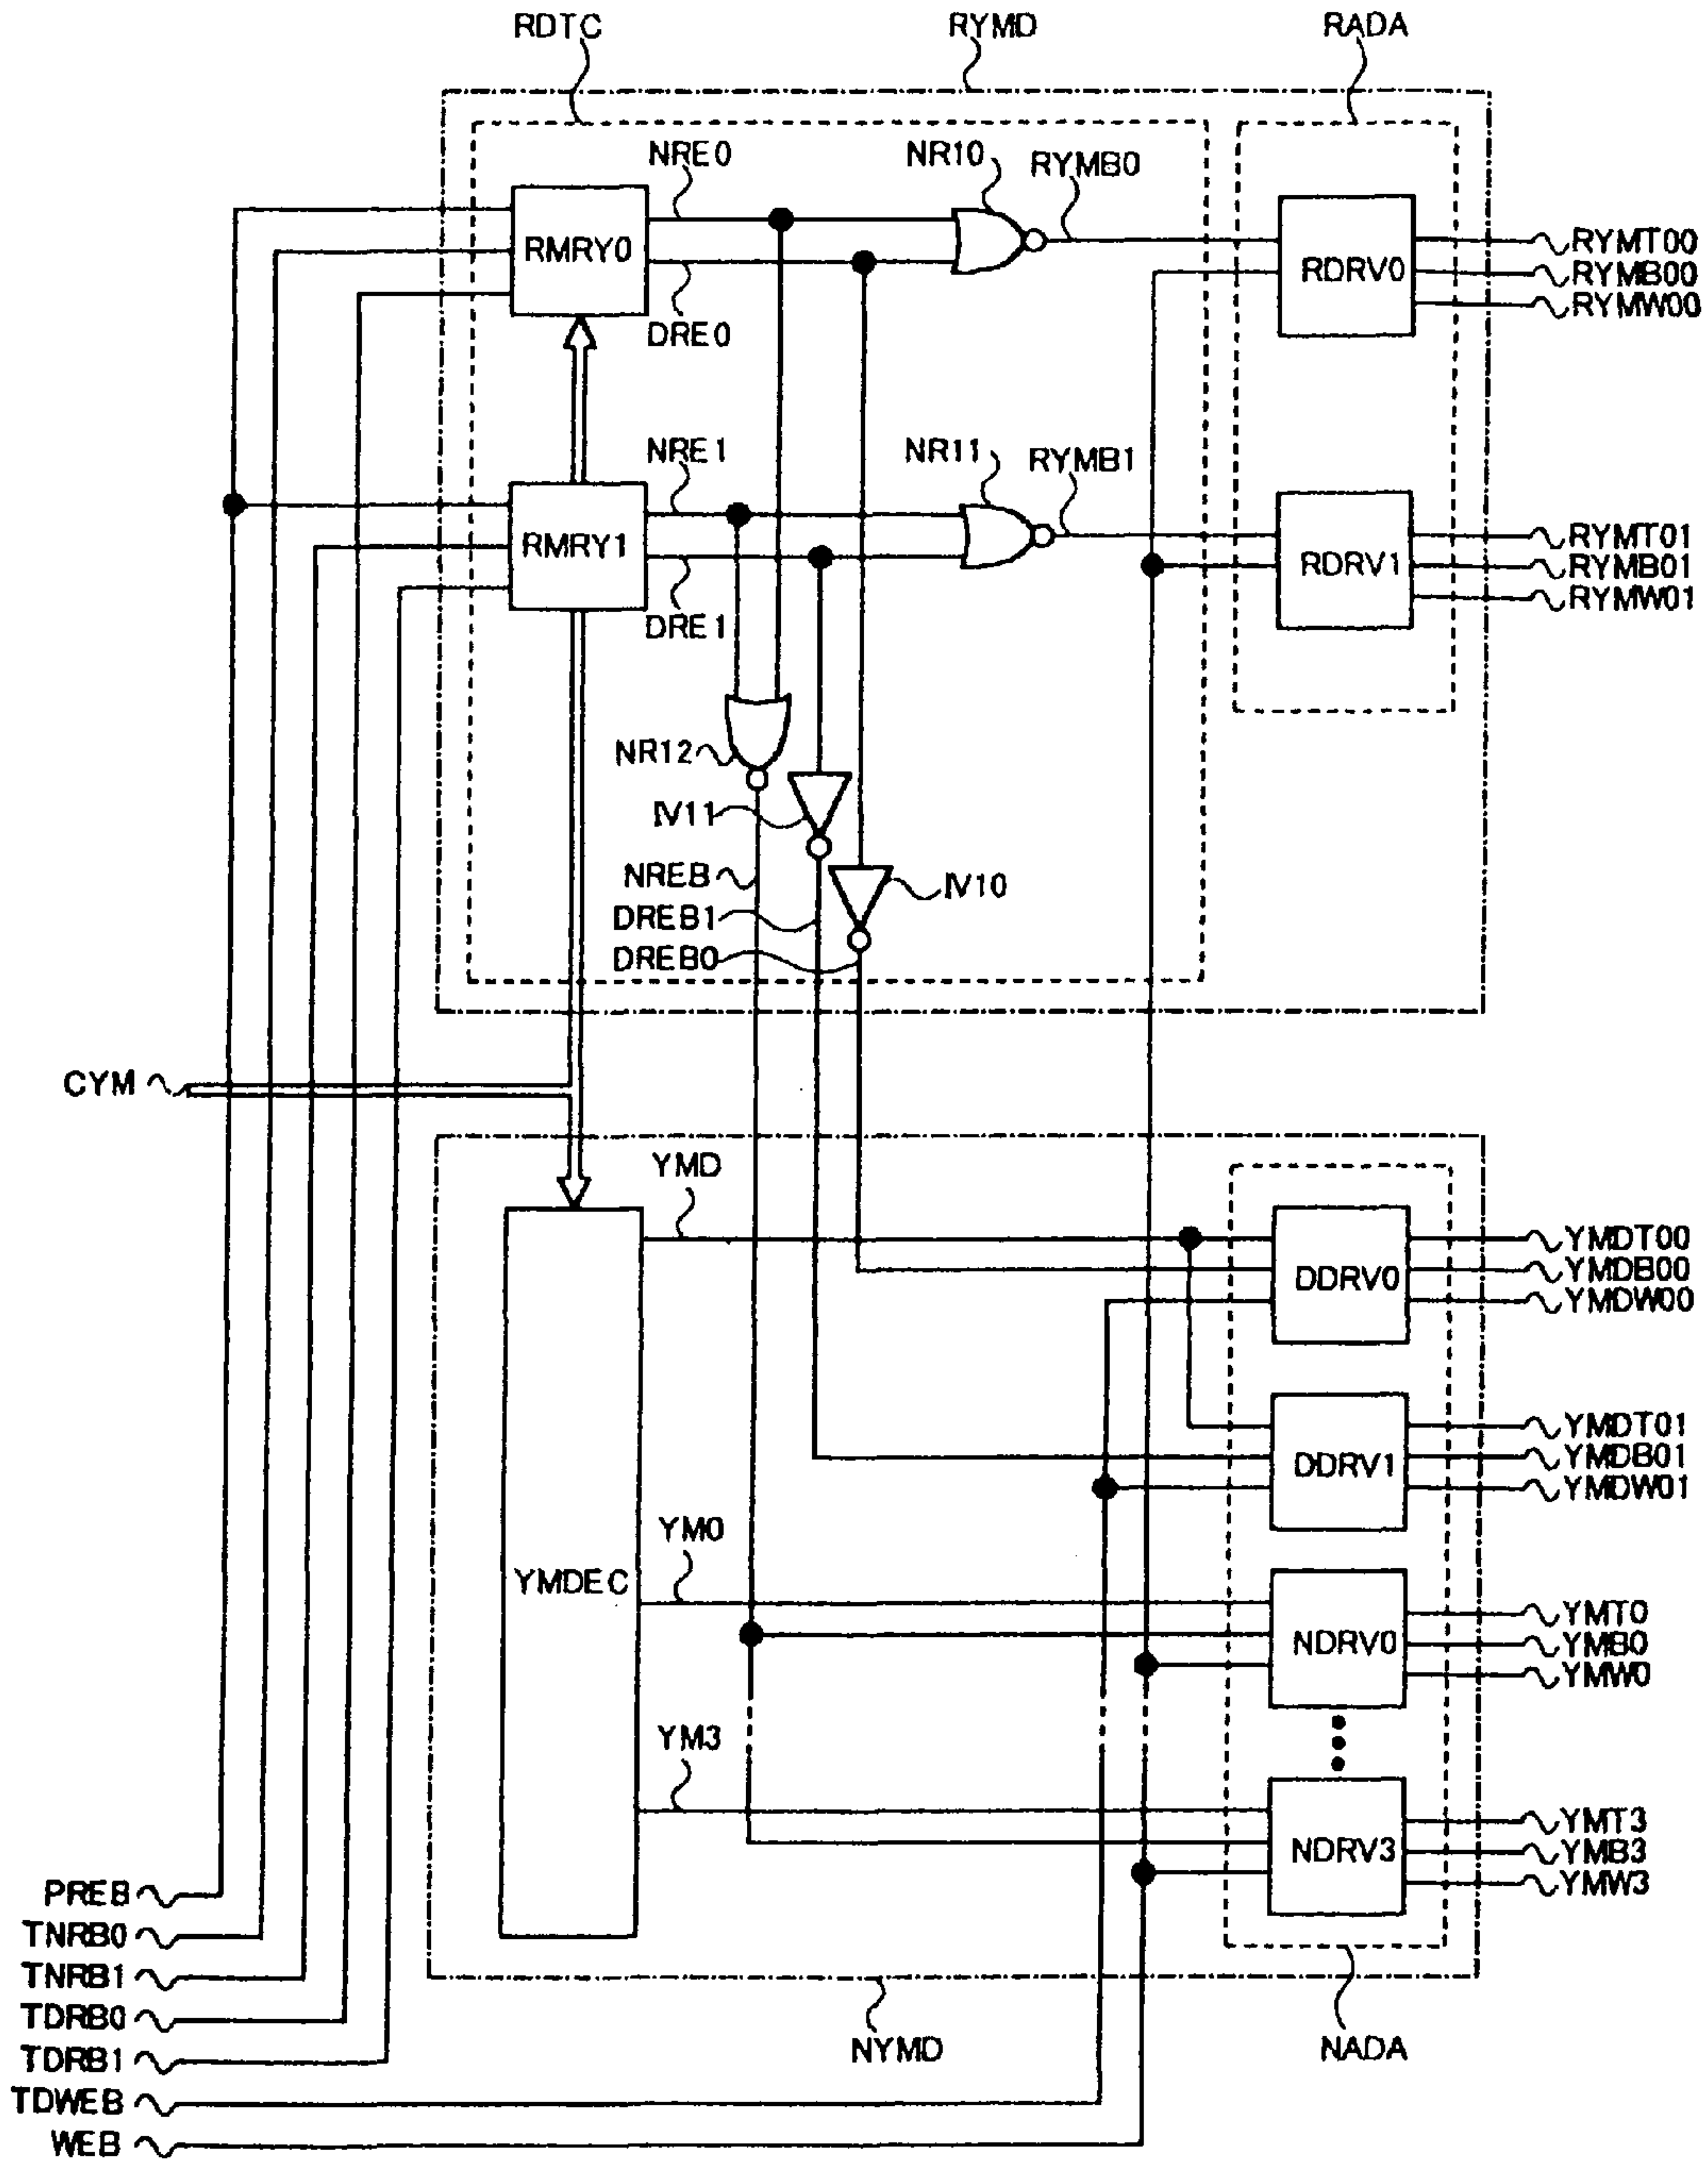 RDTC RYMD RADA
NRE0 NR10 RYMB0
RMRY0 RDRV0 RYMT00
RYMB00
RYMW00
DRE0
NRE1 NR11 RYMB1
RMRY1 RDRV1 RYMT01
RYMB01
RYMW01
DRE1
NR12
IV11
NREB IV10
DREB1
DREB0
CYM
YMD
DDRV0 YMDT00
YMDB00
YMDW00
DDRV1 YMDT01
YMDB01
YMDW01
YM0
YMDEC
NDRV0 YMT0
YMB0
YMW0
YM3
NDRV3 YMT3
YMB3
YMW3
PREB
TNRB0
TNRB1
TDRB0
TDRB1
TDWEB
WEB
NYMD NADA